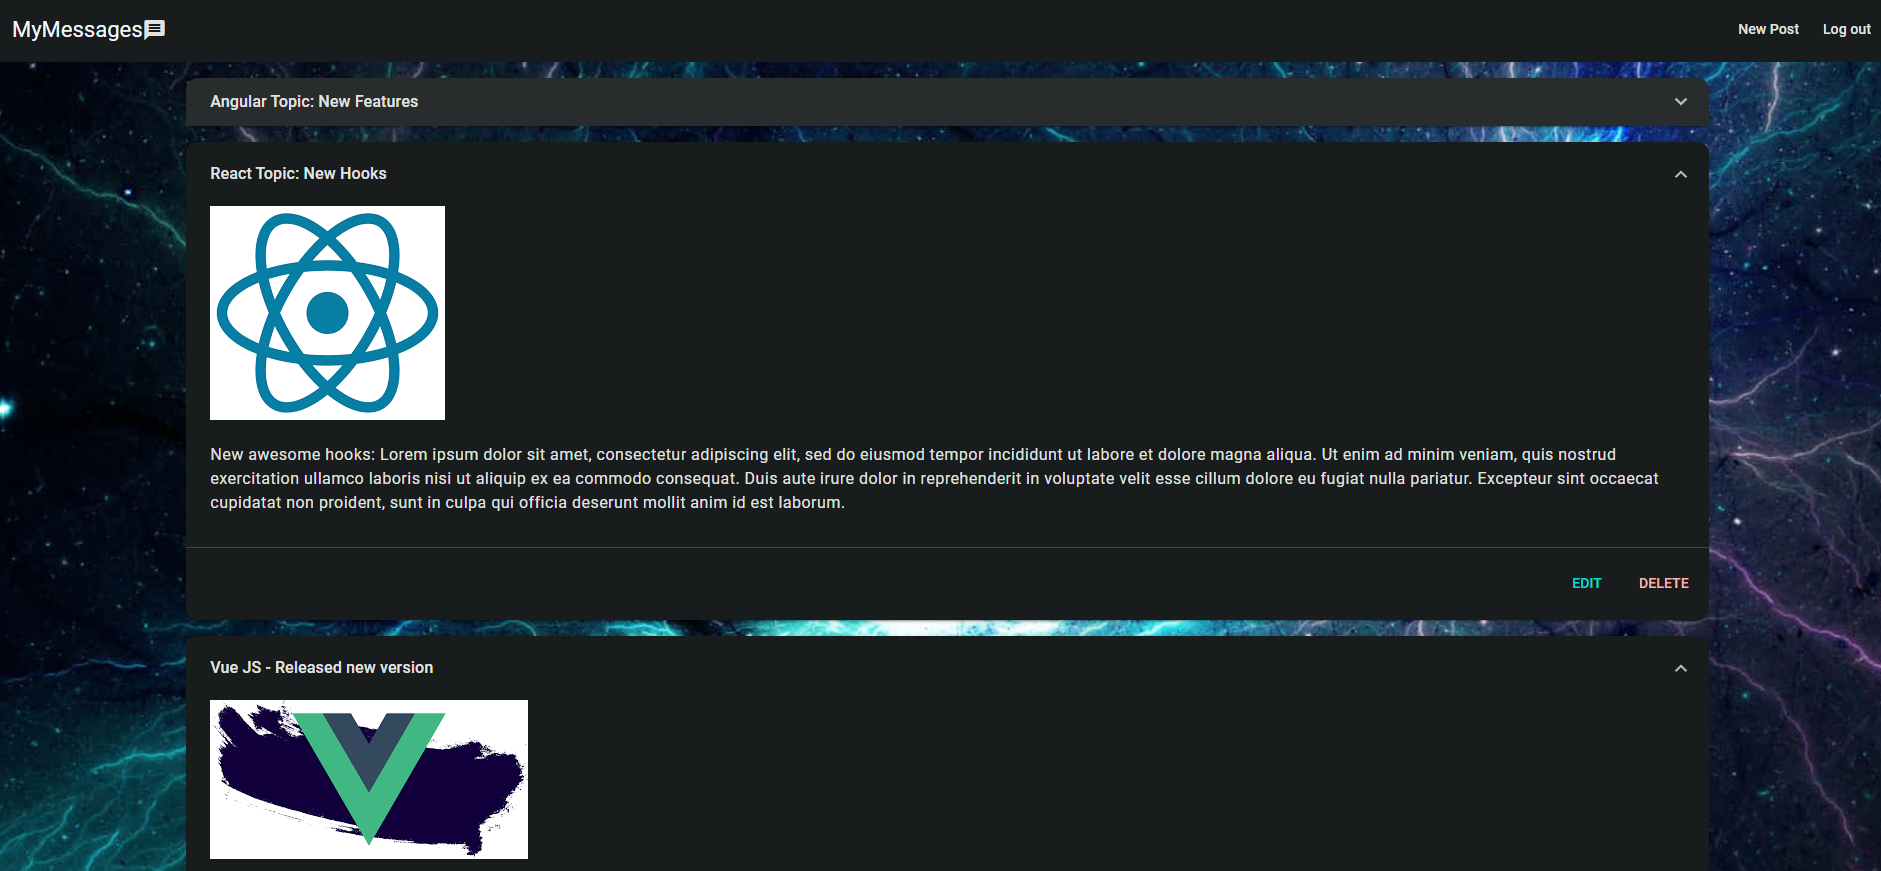 MyMessages
New Post
Log out
Angular Topic: New Features
React Topic: New Hooks
New awesome hooks: Lorem ipsum dolor sit amet, consectetur adipiscing elit, sed do eiusmod tempor incididunt ut labore et dolore magna aliqua. Ut enim ad minim veniam, quis nostrud
exercitation ullamco laboris nisi ut aliquip ex ea commodo consequat. Duis aute irure dolor in reprehenderit in voluptate velit esse cillum dolore eu fugiat nulla pariatur. Excepteur sint occaecat
cupidatat non proident, sunt in culpa qui officia deserunt mollit anim id est laborum.
EDIT
DELETE
Vue JS - Released new version